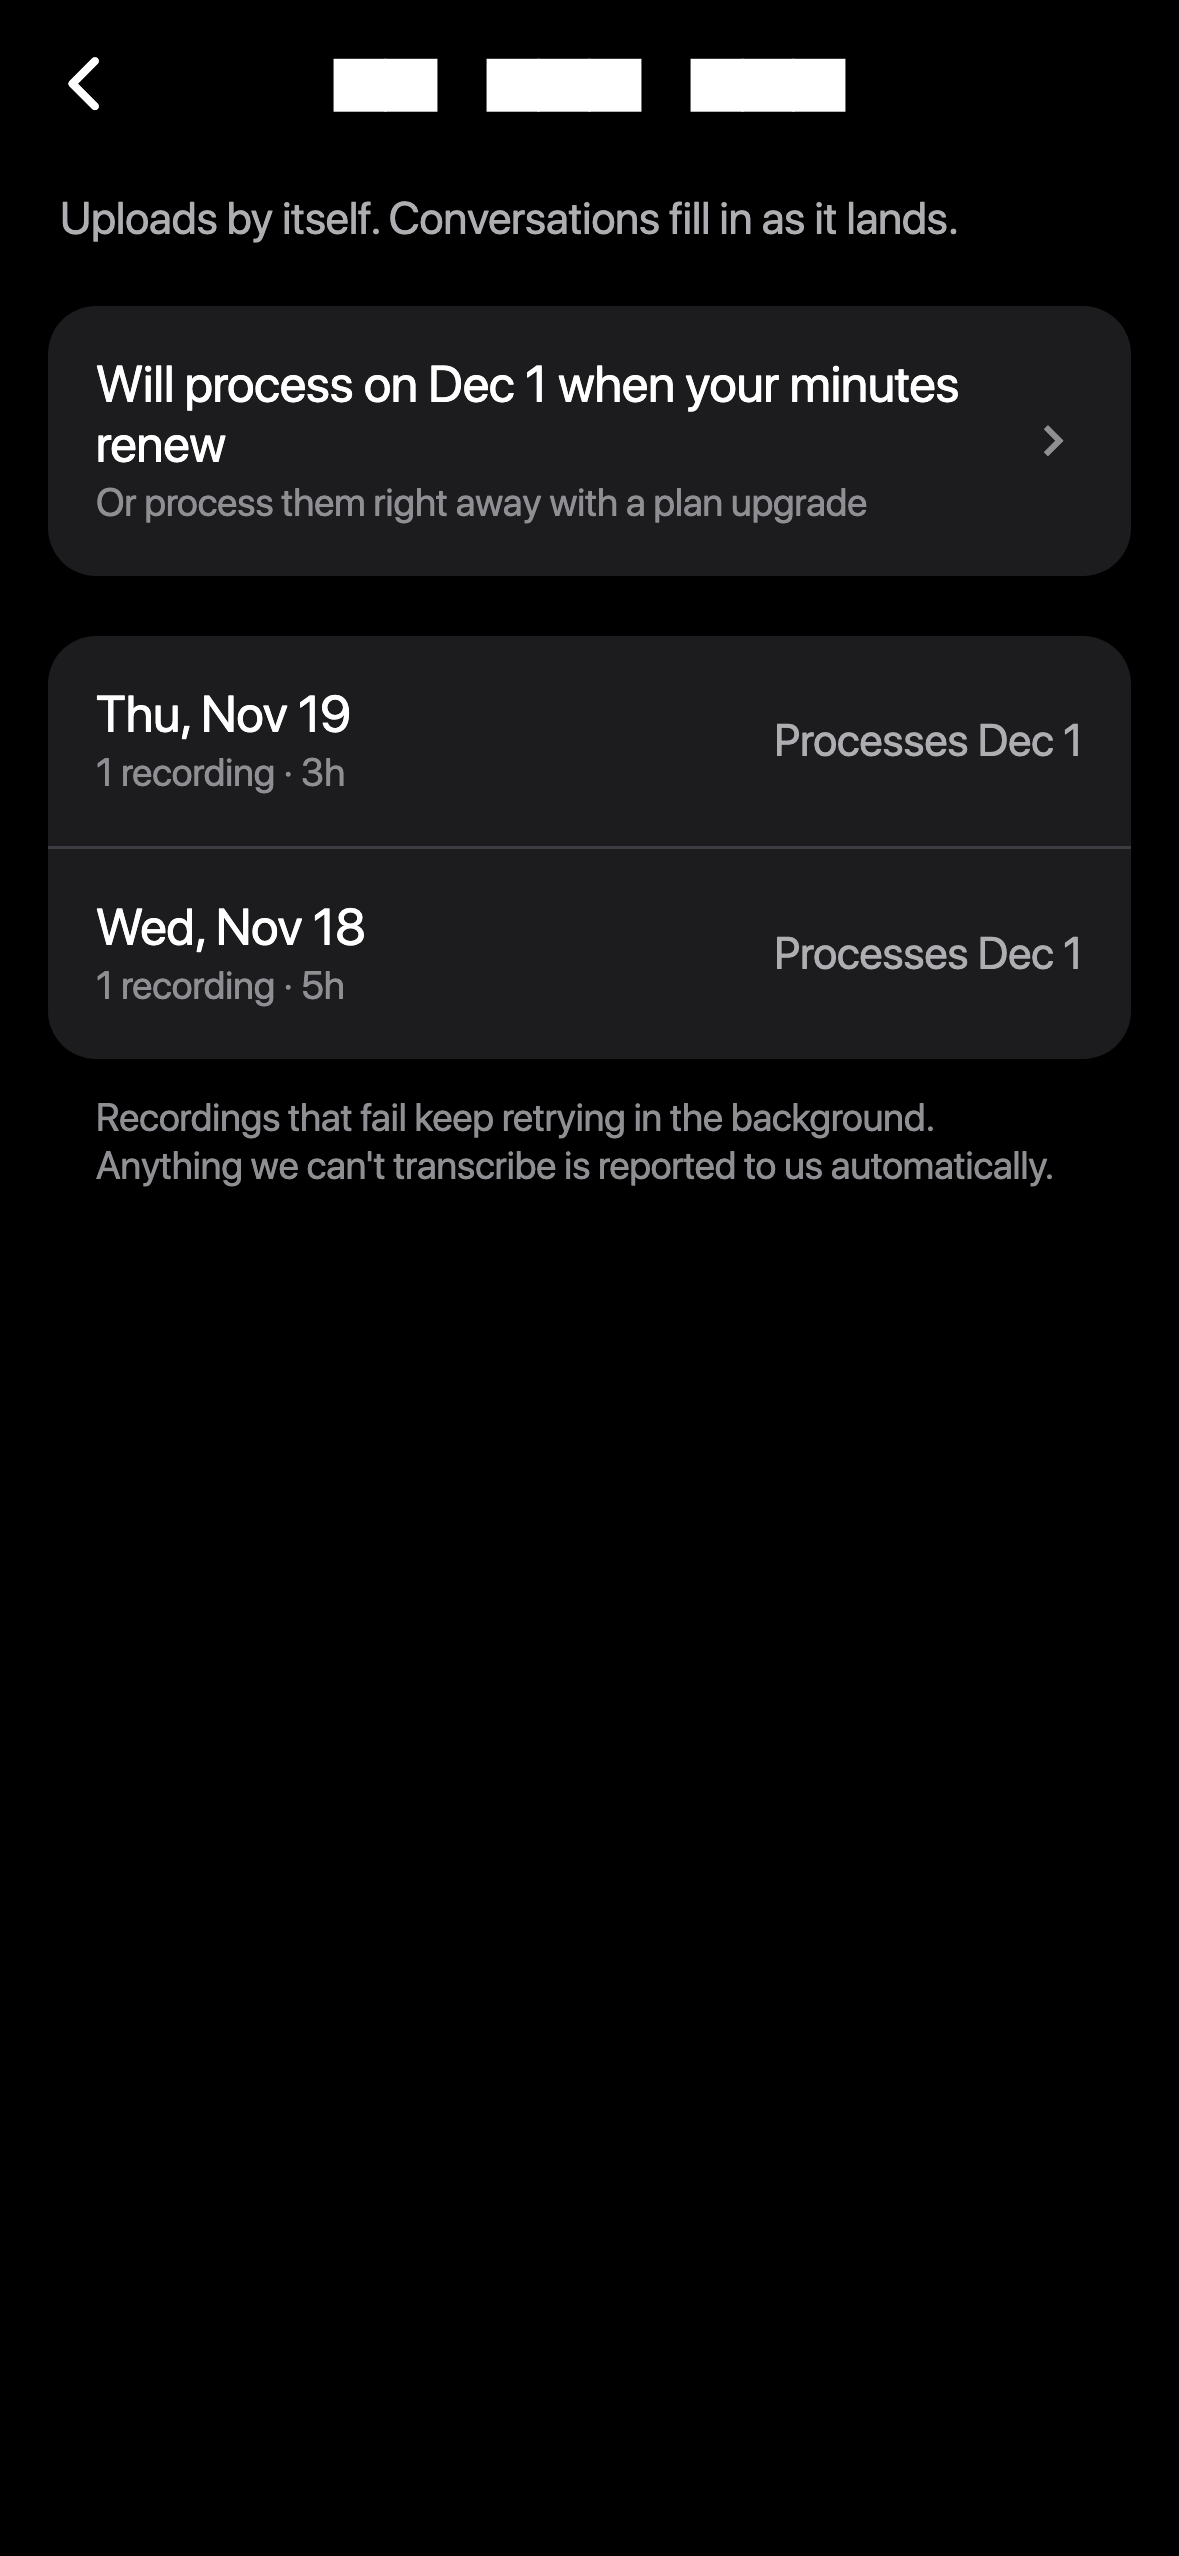 Uploads by itself. Conversations fill in as it lands.
Will process on Dec 1 when your minutes
renew
Or process them right away with a plan upgrade
Thu, Nov 19
1 recording · 3h
Processes Dec 1
Wed, Nov 18
1 recording · 5h
Processes Dec 1
Recordings that fail keep retrying in the background.
Anything we can't transcribe is reported to us automatically.